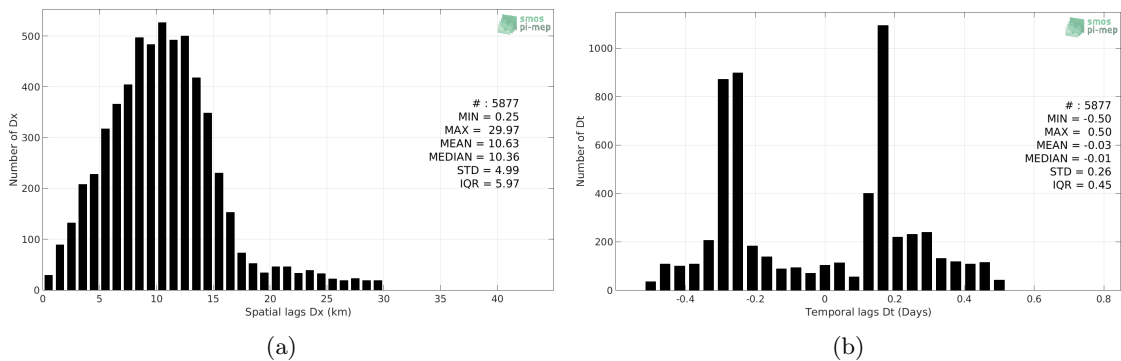 500
400
300
200
100
0
0
5
10
15
20
25
30
35
40
Number of Dx
Spatial lags Dx (km)
smos
pi-mep
# : 5877
MIN = 0.25
MAX = 29.97
MEAN = 10.63
MEDIAN = 10.36
STD = 4.99
IQR = 5.97
(a)
1000
800
600
400
200
0
-0.4
-0.2
0
0.2
0.4
0.6
0.8
Number of Dt
Temporal lags Dt (Days)
smos
pi-mep
# : 5877
MIN = -0.50
MAX = 0.50
MEAN = -0.03
MEDIAN = -0.01
STD = 0.26
IQR = 0.45
(b)